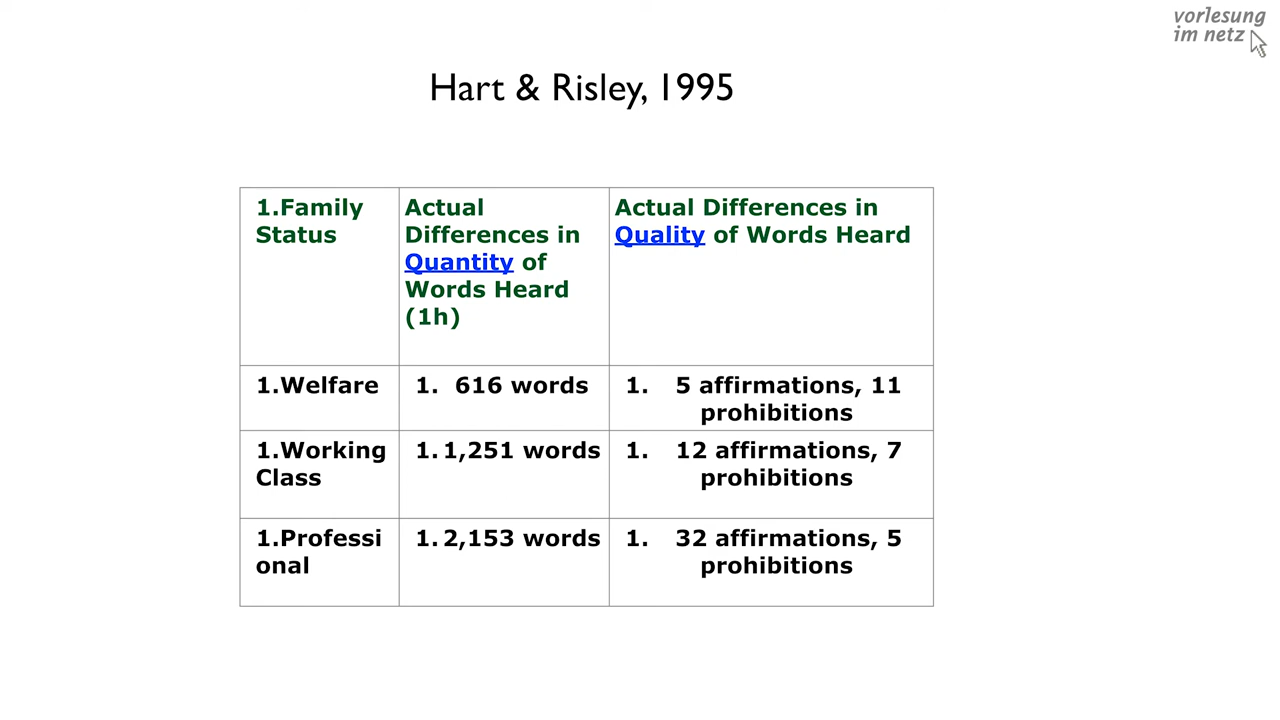 vorlesung
im netz
Hart & Risley, 1995
1.Family
Status
Actual
Differences in
Quantity of
Words Heard
(1h)
Actual Differences in
Quality of Words Heard
1.Welfare
1. 616 words
1. 5 affirmations, 11
prohibitions
1.Working
Class
1. 1,251 words
1. 12 affirmations, 7
prohibitions
1.Professi
onal
1. 2,153 words
1. 32 affirmations, 5
prohibitions